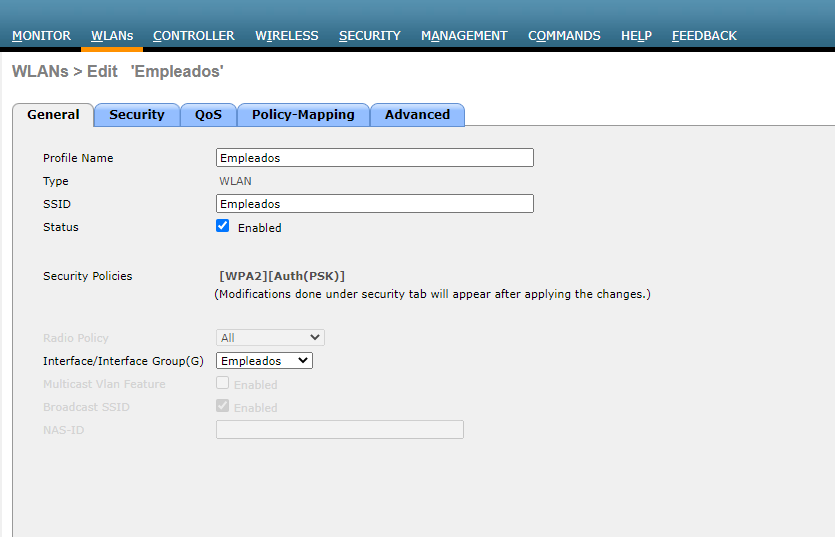 MONITOR WLANs CONTROLLER WIRELESS SECURITY MANAGEMENT COMMANDS HELP FEEDBACK
WLANs > Edit 'Empleados'
General Security QoS Policy-Mapping Advanced
Profile Name Empleados
Type WLAN
SSID Empleados
Status Enabled
Security Policies [WPA2][Auth(PSK)]
(Modifications done under security tab will appear after applying the changes.)
Radio Policy All
Interface/Interface Group(G) Empleados
Multicast Vlan Feature Enabled
Broadcast SSID Enabled
NAS-ID